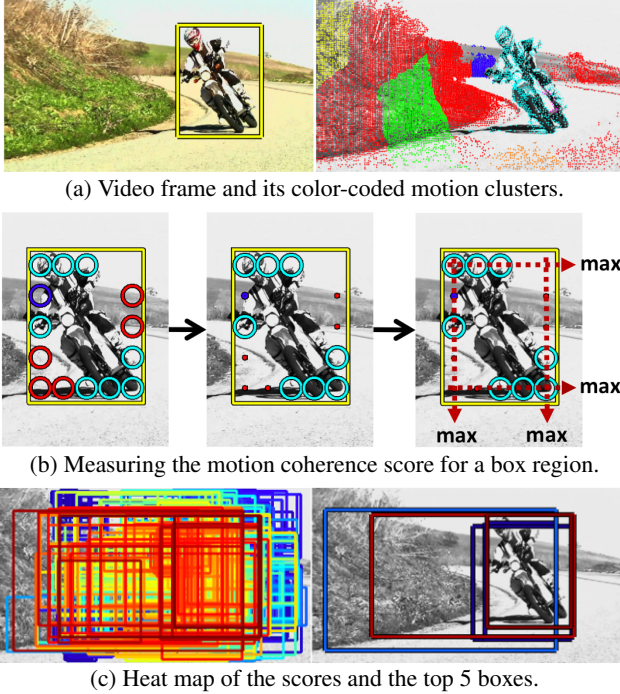 (a) Video frame and its color-coded motion clusters.
max
max
max
max
(b) Measuring the motion coherence score for a box region.
(c) Heat map of the scores and the top 5 boxes.